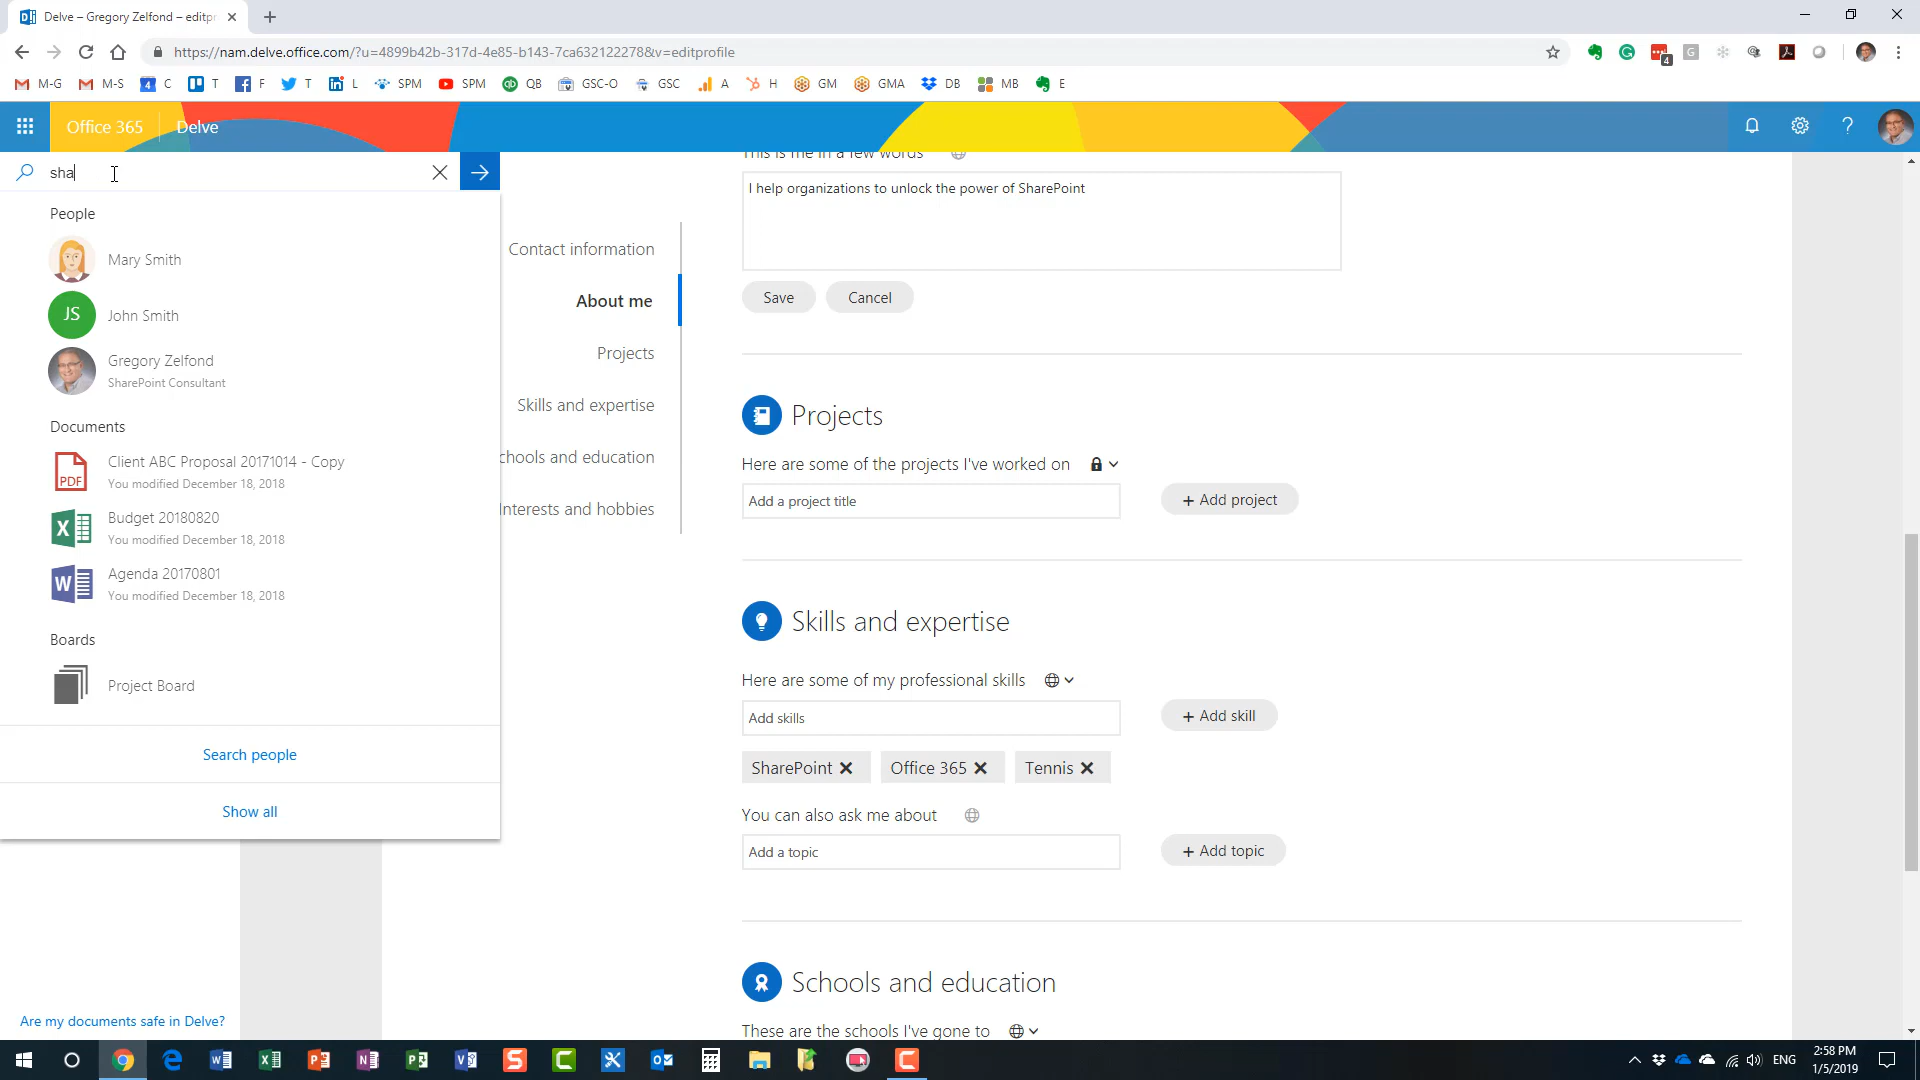 Delve – Gregory Zelfond – editpr
https://nam.delve.office.com/?u=4899b42b-317d-4e85-b143-7ca632122278&v=editprofile
M-G M-S C T F T L SPM SPM QB GSC-O GSC A H GM GMA DB MB E
Office 365 Delve
sha
People
Mary Smith
JS John Smith
Gregory Zelfond
SharePoint Consultant
Documents
Client ABC Proposal 20171014 - Copy
You modified December 18, 2018
Budget 20180820
You modified December 18, 2018
Agenda 20170801
You modified December 18, 2018
Boards
Project Board
Search people
Show all
Are my documents safe in Delve?
Contact information
About me
Projects
Skills and expertise
chools and education
nterests and hobbies
This is me in a few words
I help organizations to unlock the power of SharePoint
Save Cancel
Projects
Here are some of the projects I've worked on
Add a project title + Add project
Skills and expertise
Here are some of my professional skills
Add skills + Add skill
SharePoint Office 365 Tennis
You can also ask me about
Add a topic + Add topic
Schools and education
These are the schools I've gone to
ENG
2:58 PM
1/5/2019